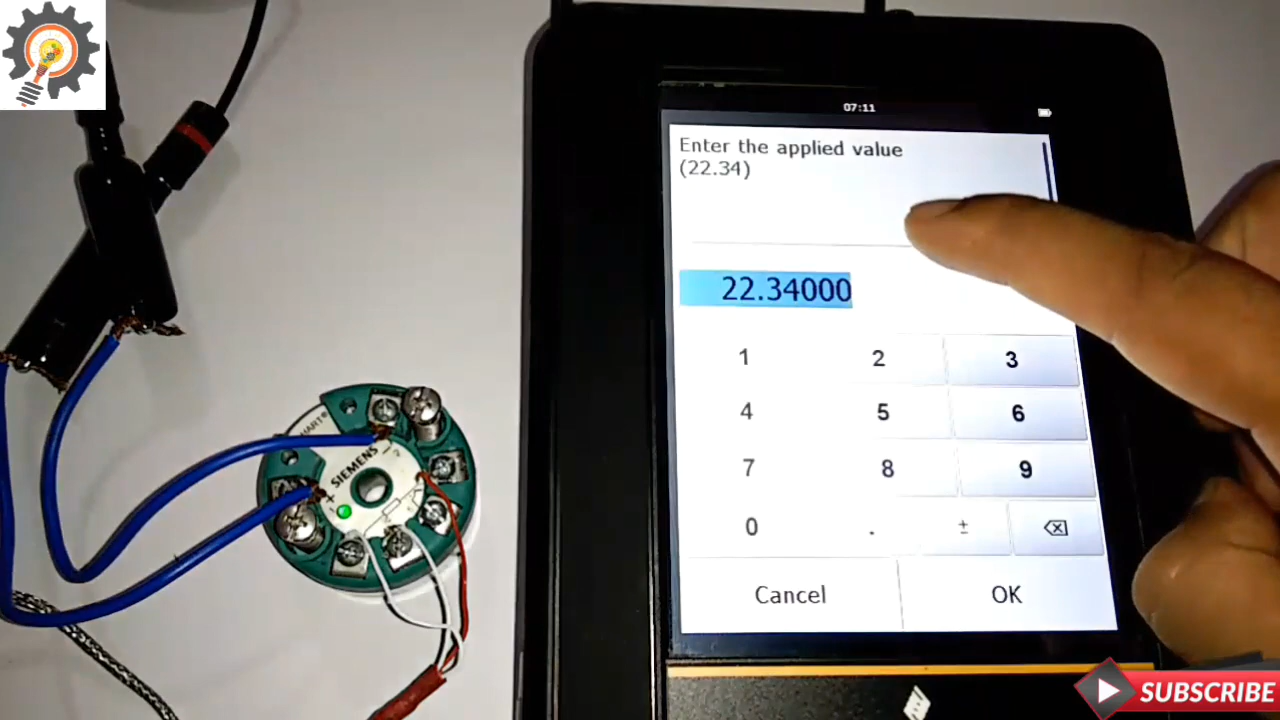 07:11
Enter the applied value
(22.34)
22.34000
1 2 3
4 5 6
7 8 9
0 . ±
Cancel OK
SIEMENS
+
-
SUBSCRIBE